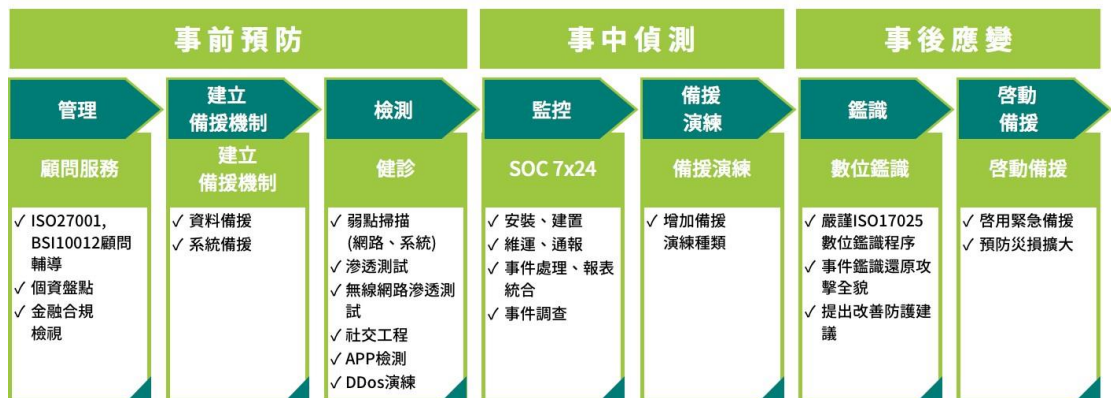 事前預防
事中偵測
事後應變
管理
建立
備援機制
檢測
監控
備援
演練
鑑識
啓動
備援
顧問服務
建立
備援機制
健診
SOC 7x24
備援演練
數位鑑識
啓動備援
✓ ISO27001,
BSI10012顧問
輔導
✓ 個資盤點
✓ 金融合規
檢視
✓ 資料備援
✓ 系統備援
✓ 弱點掃描
(網路、系統)
✓ 滲透測試
✓ 無線網路滲透測
試
✓ 社交工程
✓ APP檢測
✓ DDos演練
✓ 安裝、建置
✓ 維運、通報
✓ 事件處理、報表
統合
✓ 事件調查
✓ 增加備援
演練種類
✓ 嚴謹ISO17025
數位鑑識程序
✓ 事件鑑識還原攻
擊全貌
✓ 提出改善防護建
議
✓ 啓用緊急備援
✓ 預防災損擴大